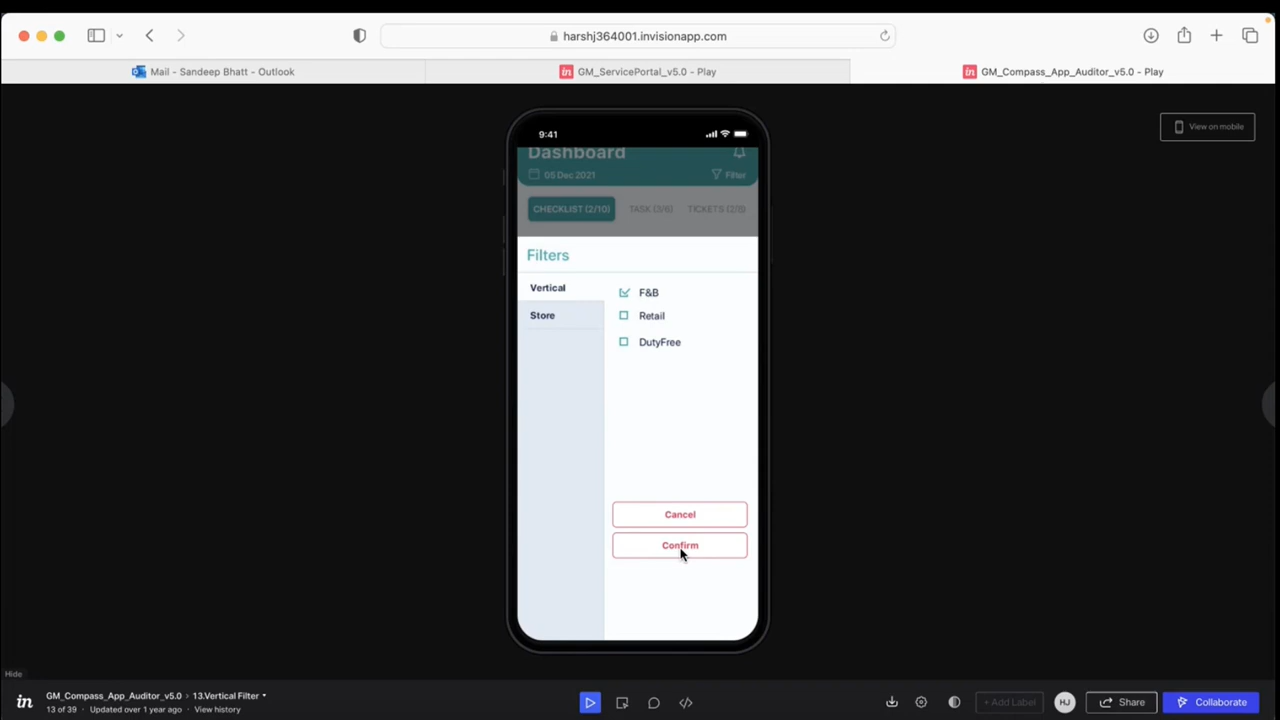 harshj364001.invisionapp.com
Mail - Sandeep Bhatt - Outlook
in GM_ServicePortal_v5.0 - Play
in GM_Compass_App_Auditor_v5.0 - Play
View on mobile
9:41
Dashboard
05 Dec 2021
Filter
CHECKLIST (2/10) TASK (3/6) TICKETS (2/8)
Filters
Vertical
Store
F&B
Retail
DutyFree
Cancel
Confirm
Hide
in
GM_Compass_App_Auditor_v5.0 › 13.Vertical Filter
13 of 39 • Updated over 1 year ago • View history
+ Add Label
HJ
Share
Collaborate